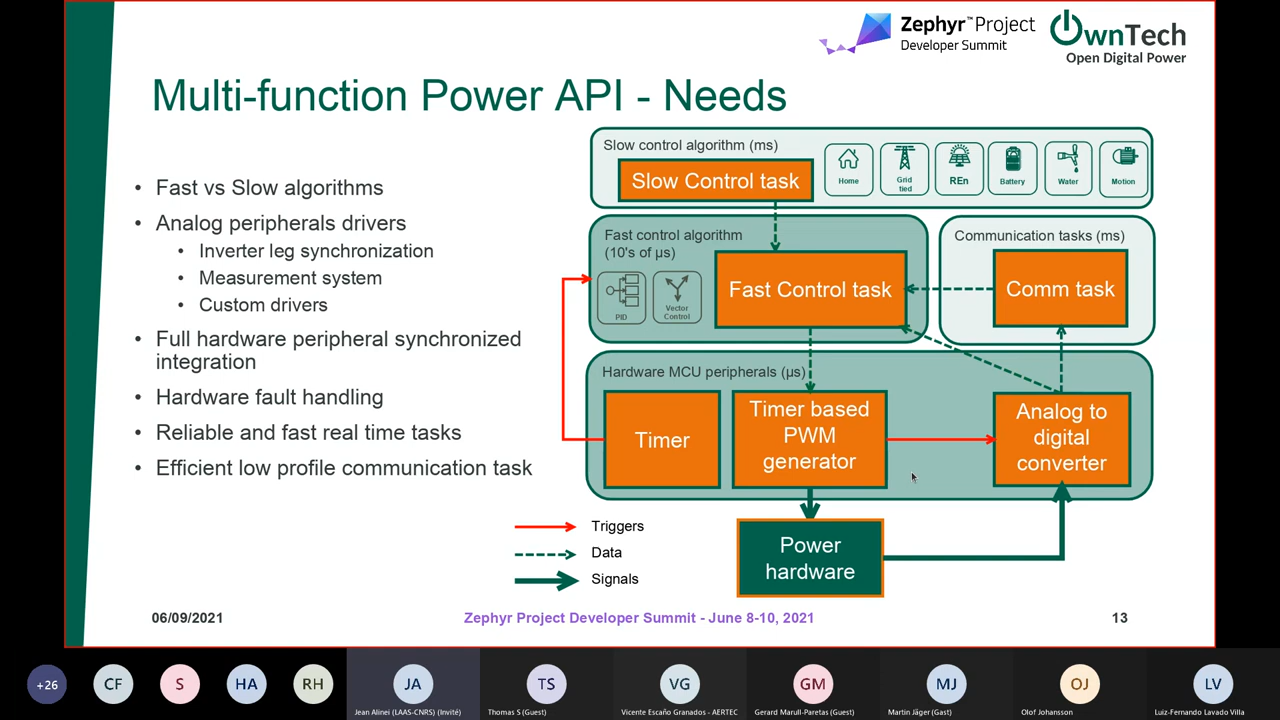 Zephyr™Project
Developer Summit
OwnTech
Open Digital Power
Multi-function Power API - Needs
• Fast vs Slow algorithms
• Analog peripherals drivers
• Inverter leg synchronization
• Measurement system
• Custom drivers
• Full hardware peripheral synchronized
integration
• Hardware fault handling
• Reliable and fast real time tasks
• Efficient low profile communication task
Slow control algorithm (ms)
Slow Control task
Home
Grid
tied
REn
Battery
Water
Motion
Fast control algorithm
(10's of µs)
PID
Vector
Control
Fast Control task
Communication tasks (ms)
Comm task
Hardware MCU peripherals (µs)
Timer
Timer based
PWM
generator
Analog to
digital
converter
Power
hardware
Triggers
Data
Signals
06/09/2021
Zephyr Project Developer Summit - June 8-10, 2021
13
+26
CF
S
HA
RH
JA
Jean Alinei (LAAS-CNRS) (Invité)
TS
Thomas S (Guest)
VG
Vicente Escaño Granados - AERTEC
GM
Gerard Marull-Paretas (Guest)
MJ
Martin Jäger (Gast)
OJ
Olof Johansson
LV
Luiz-Fernando Lavado Villa